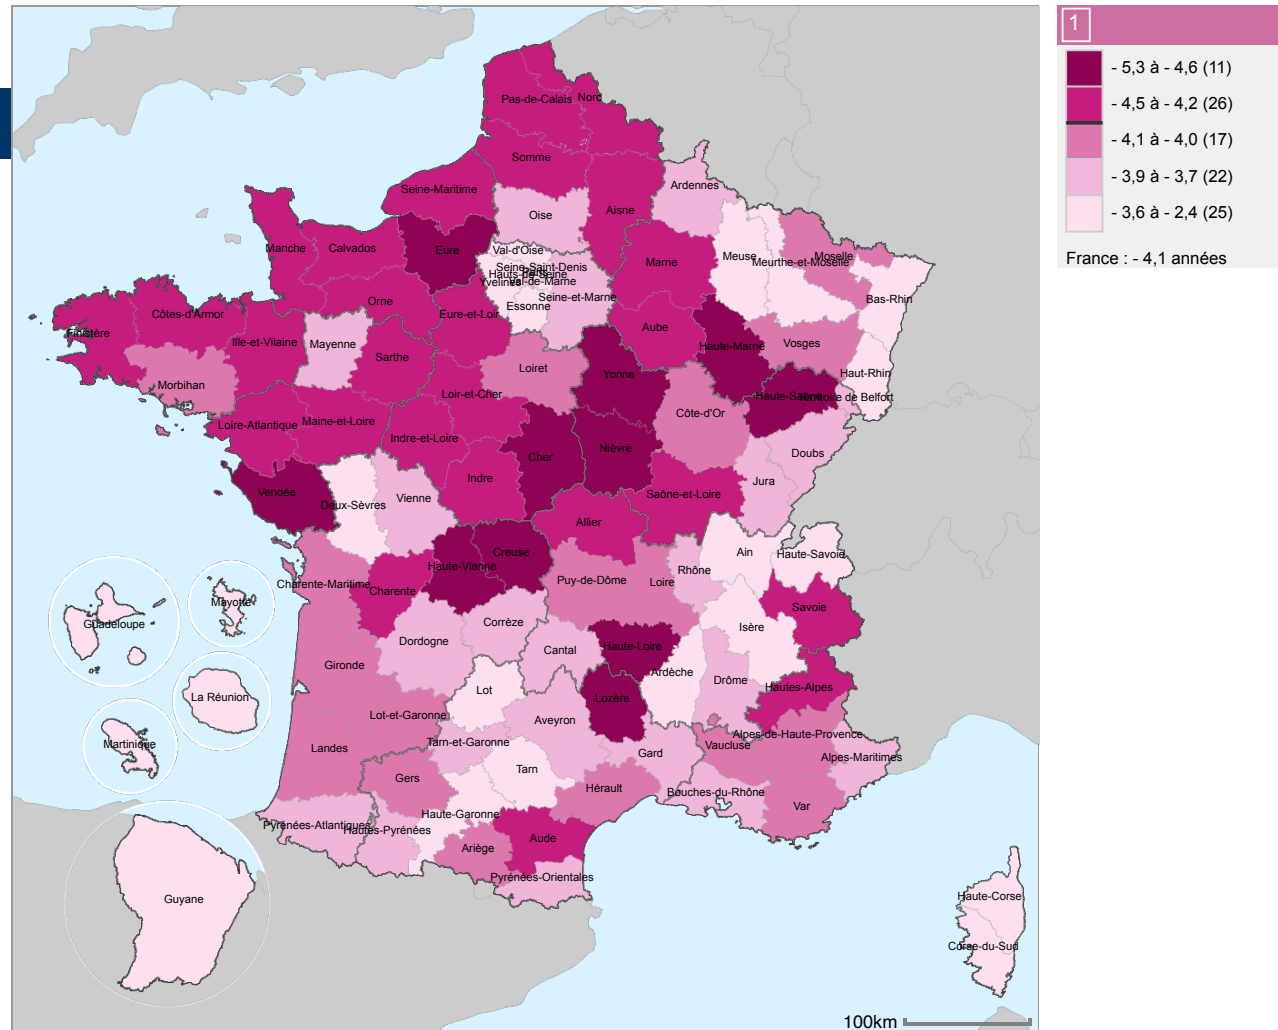 1
- 5,3 à - 4,6 (11)
- 4,5 à - 4,2 (26)
- 4,1 à - 4,0 (17)
- 3,9 à - 3,7 (22)
- 3,6 à - 2,4 (25)
France : - 4,1 années
Pas-de-Calais
Nord
Somme
Seine-Maritime
Ardennes
Oise
Aisne
Manche
Calvados
Eure
Val-d'Oise
Marne
Meuse
Moselle
Meurthe-et-Moselle
Seine-Saint-Denis
Hauts-de-Seine
Yvelines
Val-de-Marne
Seine-et-Marne
Essonne
Bas-Rhin
Orne
Eure-et-Loir
Côtes-d'Armor
Finistère
Ille-et-Vilaine
Mayenne
Sarthe
Aube
Haute-Marne
Vosges
Morbihan
Loiret
Yonne
Haut-Rhin
Loir-et-Cher
Haute-Saône
Territoire de Belfort
Côte-d'Or
Loire-Atlantique
Maine-et-Loire
Indre-et-Loire
Cher
Nièvre
Doubs
Indre
Jura
Vendée
Deux-Sèvres
Vienne
Saône-et-Loire
Allier
Creuse
Haute-Vienne
Ain
Haute-Savoie
Charente-Maritime
Charente
Puy-de-Dôme
Loire
Rhône
Savoie
Guadeloupe
Mayotte
Corrèze
Isère
Dordogne
Cantal
Haute-Loire
Gironde
Ardèche
Drôme
Hautes-Alpes
La Réunion
Lot
Lozère
Lot-et-Garonne
Aveyron
Martinique
Landes
Tarn-et-Garonne
Gard
Vaucluse
Alpes-de-Haute-Provence
Alpes-Maritimes
Gers
Tarn
Hérault
Bouches-du-Rhône
Var
Pyrénées-Atlantiques
Hautes-Pyrénées
Haute-Garonne
Ariège
Aude
Pyrénées-Orientales
Guyane
Haute-Corse
Corse-du-Sud
100km